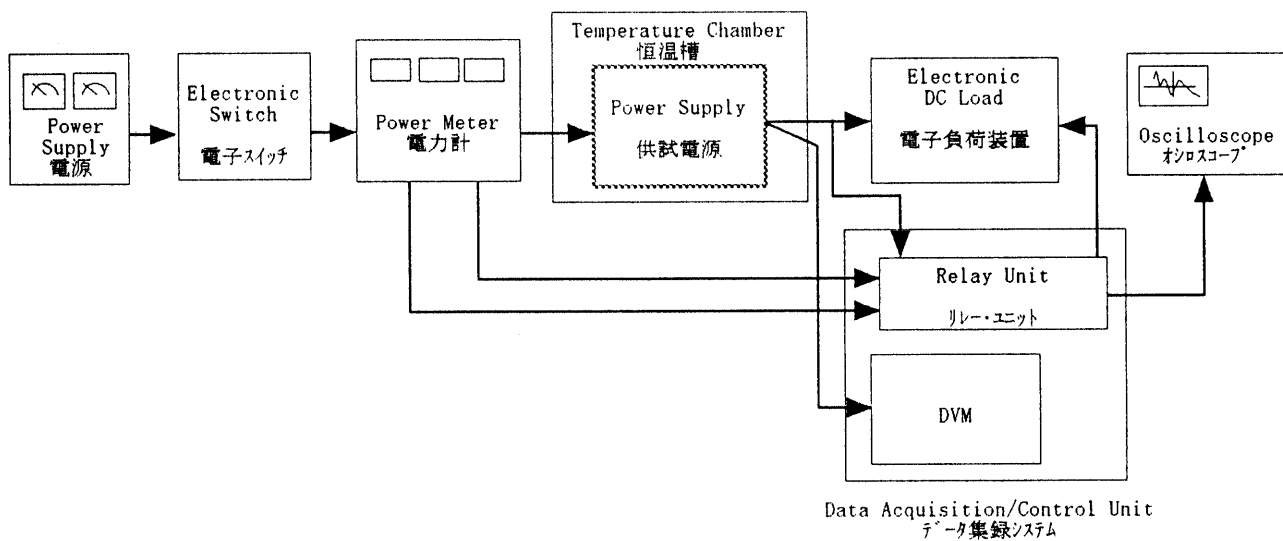 Power
Supply
電源
Electronic
Switch
電子スイッチ
Power Meter
電力計
Temperature Chamber
恒温槽
Power Supply
供試電源
Electronic
DC Load
電子負荷装置
Oscilloscope
オシロスコープ
Relay Unit
リレー・ユニット
DVM
Data Acquisition/Control Unit
データ集録システム